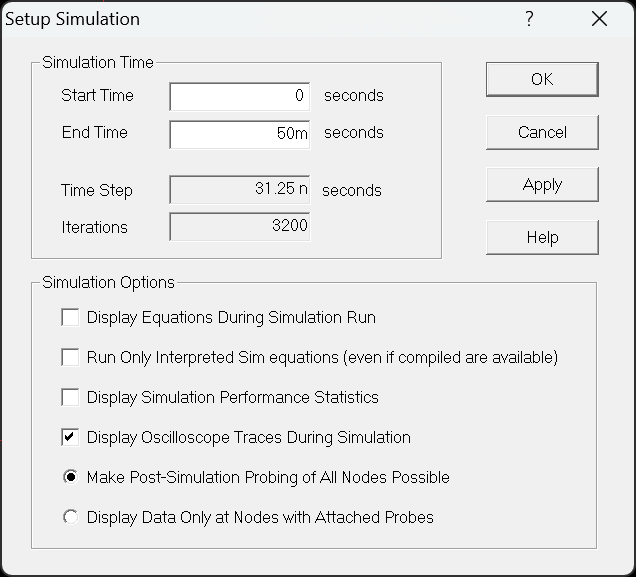 Setup Simulation ?
Simulation Time
Start Time 0 seconds
OK
End Time 50m seconds
Cancel
Time Step 31.25 n seconds
Apply
Iterations 3200
Help
Simulation Options
Display Equations During Simulation Run
Run Only Interpreted Sim equations (even if compiled are available)
Display Simulation Performance Statistics
Display Oscilloscope Traces During Simulation
Make Post-Simulation Probing of All Nodes Possible
Display Data Only at Nodes with Attached Probes